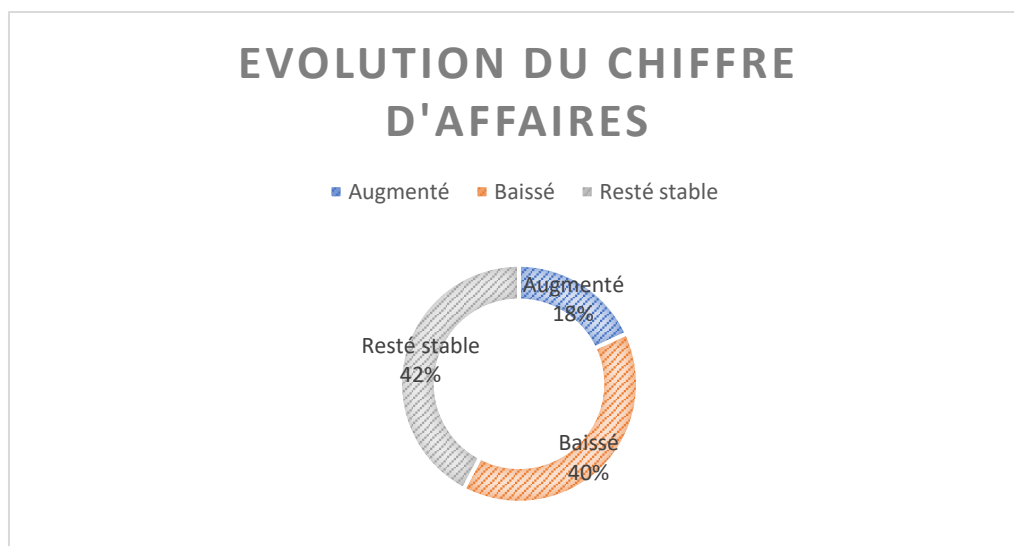 EVOLUTION DU CHIFFRE
D'AFFAIRES
Augmenté Baissé Resté stable
Augmenté
18%
Resté stable
42%
Baissé
40%